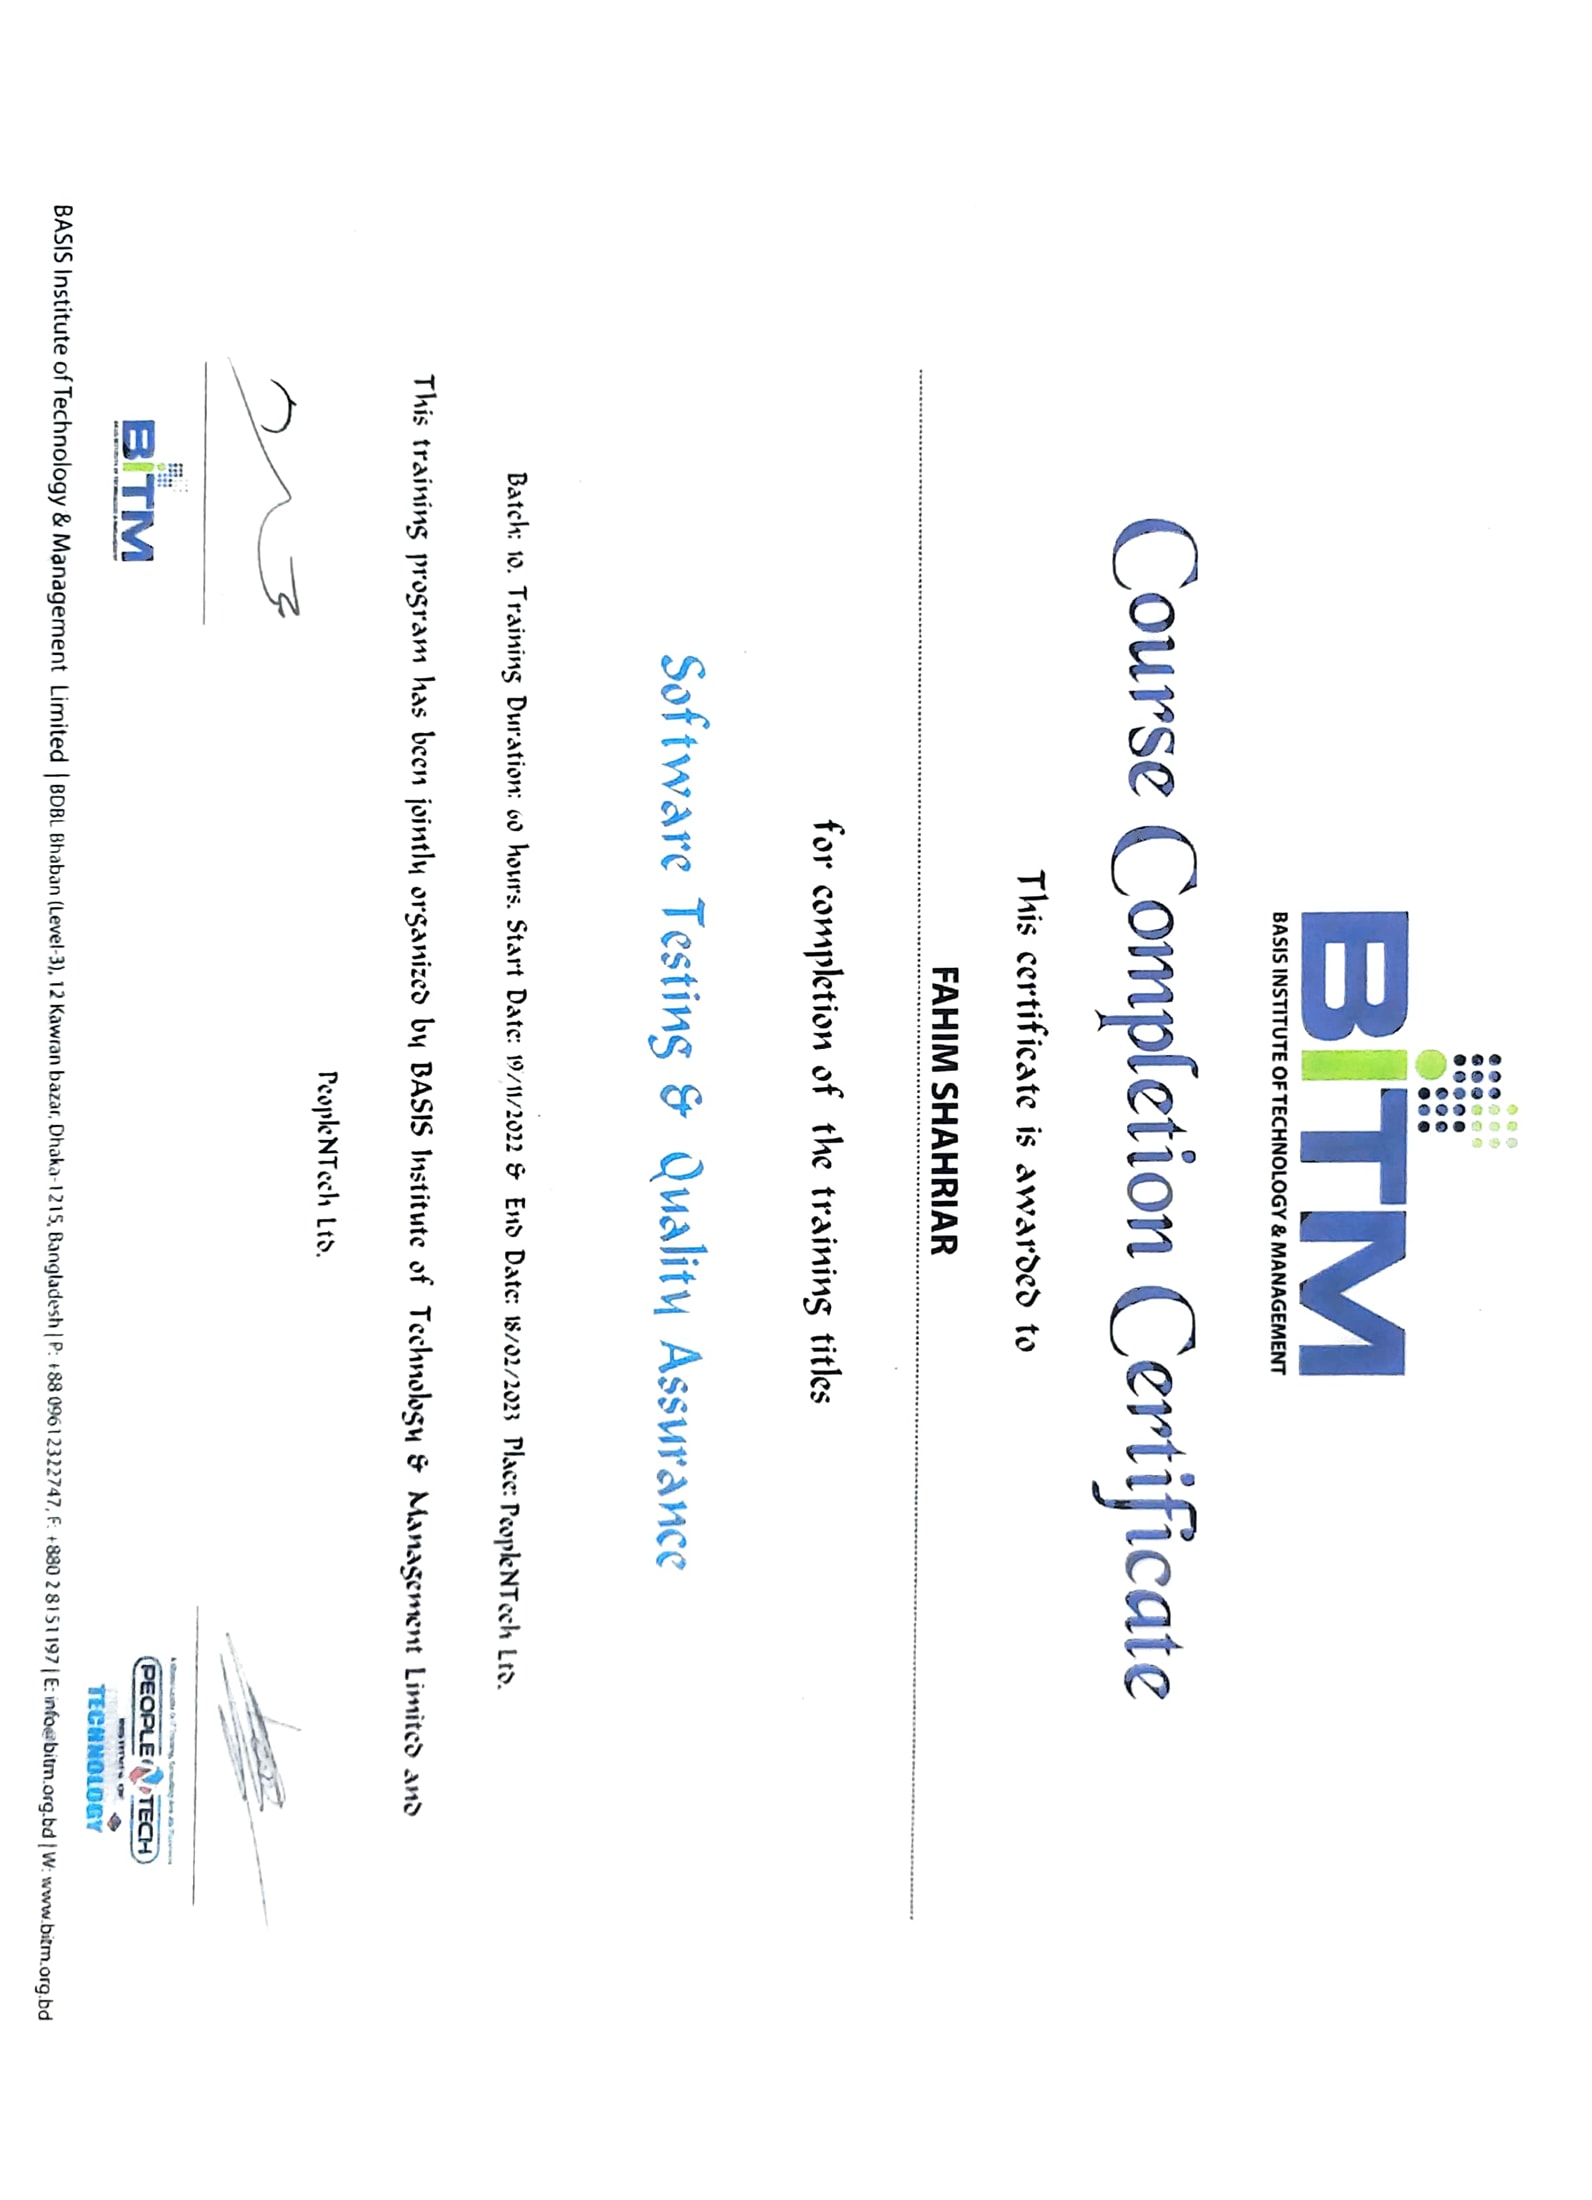 BiTM
BASIS INSTITUTE OF TECHNOLOGY & MANAGEMENT
Course Completion Certificate
This certificate is awarded to
FAHIM SHAHRIAR
for completion of the training titles
Software Testing & Quality Assurance
Batch: 10. Training Duration: 60 hours. Start Date: 19/11/2022 & End Date: 18/02/2023 Place: PeopleNTech Ltd.
This training program has been jointly organized by BASIS Institute of Technology & Management Limited and
PeopleNTech Ltd.
BiTM
BASIS INSTITUTE OF TECHNOLOGY & MANAGEMENT
PEOPLE N TECH
INSTITUTE OF
TECHNOLOGY
BASIS Institute of Technology & Management Limited | BDBL Bhaban (Level-3), 12 Kawran bazar, Dhaka-1215, Bangladesh | P: +88 09612322747, F: +880 2 8151197 | E: info@bitm.org.bd | W: www.bitm.org.bd